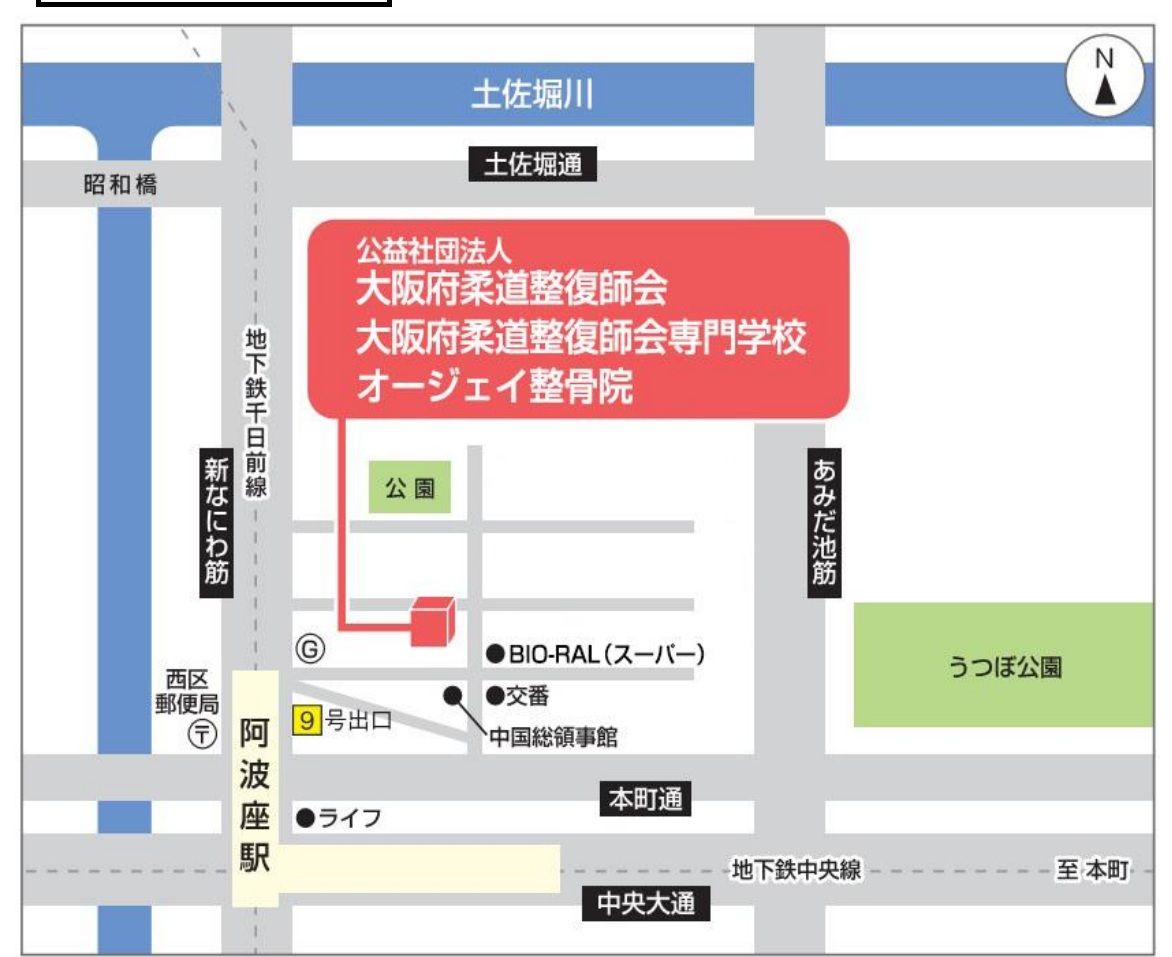 N
土佐堀川
土佐堀通
昭和橋
公益社団法人
大阪府柔道整復師会
大阪府柔道整復師会専門学校
オージェイ整骨院
地下鉄千日前線
新なにわ筋
公園
あみだ池筋
G
BIO-RAL(スーパー)
うつぼ公園
西区
郵便局
〒
9号出口
交番
中国総領事館
阿波座駅
本町通
ライフ
地下鉄中央線
至 本町
中央大通